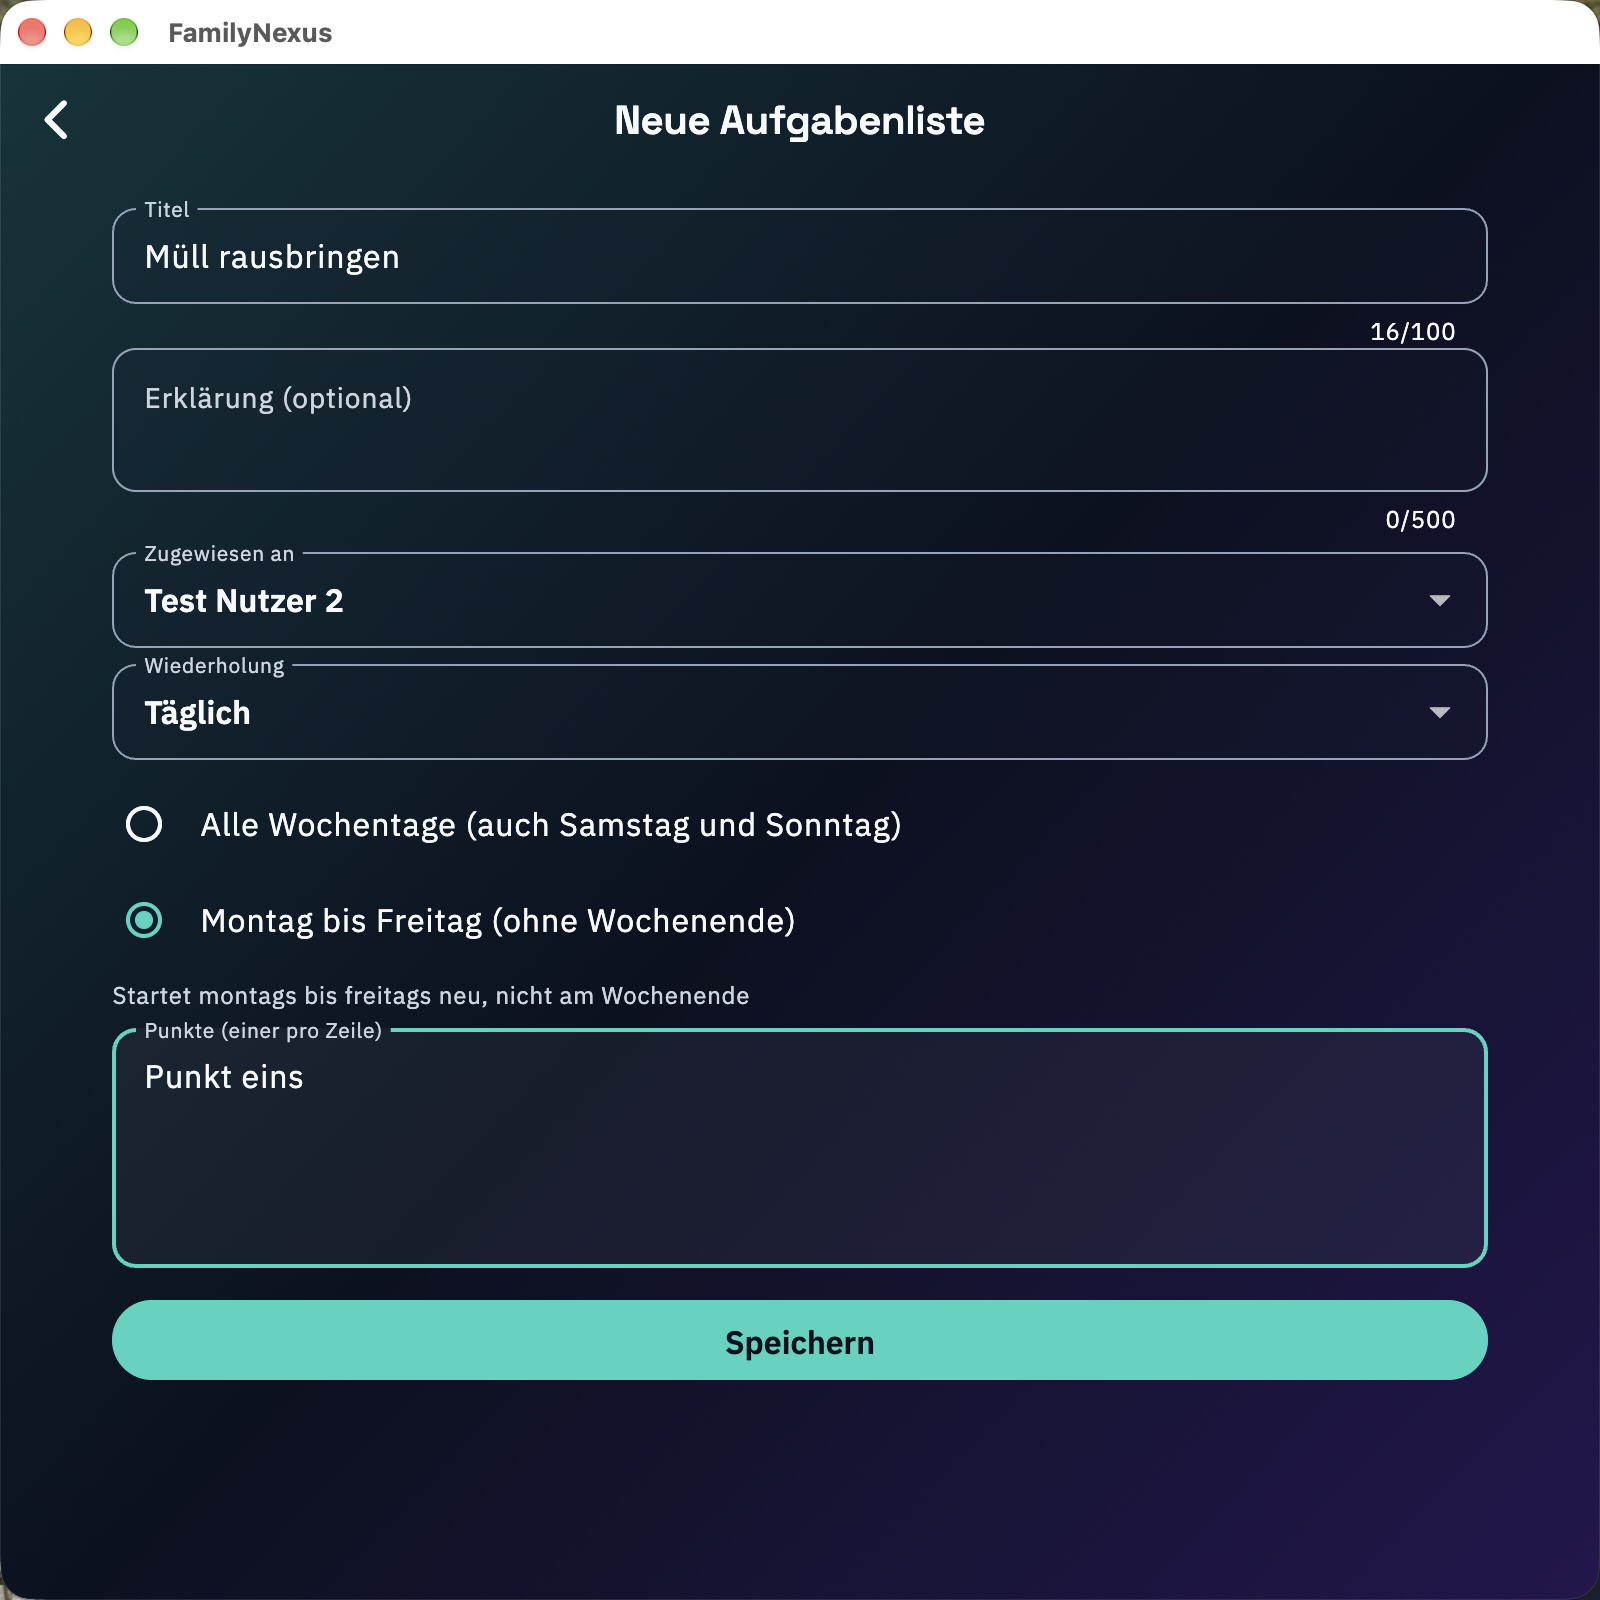 FamilyNexus
Neue Aufgabenliste
Titel
Müll rausbringen
16/100
Erklärung (optional)
0/500
Zugewiesen an
Test Nutzer 2
Wiederholung
Täglich
Alle Wochentage (auch Samstag und Sonntag)
Montag bis Freitag (ohne Wochenende)
Startet montags bis freitags neu, nicht am Wochenende
Punkte (einer pro Zeile)
Punkt eins
Speichern